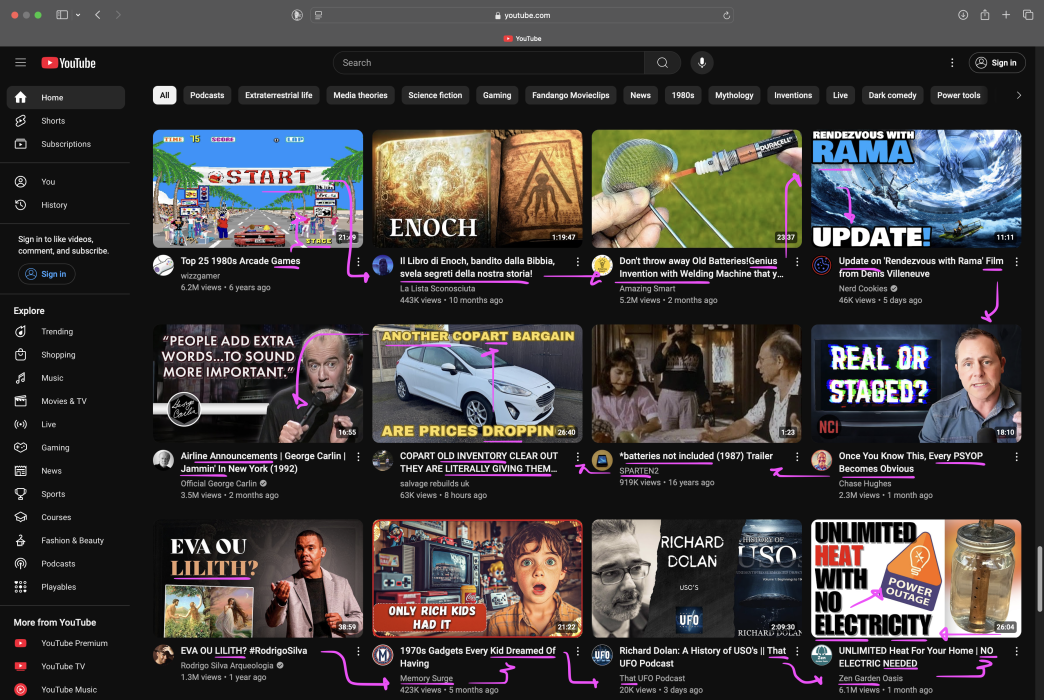 youtube.com
YouTube
YouTube
Search
Sign in
Home
Shorts
Subscriptions
You
History
Sign in to like videos,
comment, and subscribe.
Sign in
Explore
Trending
Shopping
Music
Movies & TV
Live
Gaming
News
Sports
Courses
Fashion & Beauty
Podcasts
Playables
More from YouTube
YouTube Premium
YouTube TV
YouTube Music
All
Podcasts
Extraterrestrial life
Media theories
Science fiction
Gaming
Fandango Movieclips
News
1980s
Mythology
Inventions
Live
Dark comedy
Power tools
TIME 75 SCORE 0 LAP
START
STAGE
Top 25 1980s Arcade Games
wizzgamer
6.2M views • 6 years ago
ENOCH
1:19:47
Il Libro di Enoch, bandito dalla Bibbia,
svela segreti della nostra storia!
La Lista Sconosciuta
443K views • 10 months ago
DURACELL
23:37
Don't throw away Old Batteries!Genius
Invention with Welding Machine that y...
Amazing Smart
5.2M views • 2 months ago
RENDEZVOUS WITH
RAMA
UPDATE!
11:11
Update on 'Rendezvous with Rama' Film
from Denis Villeneuve
Nerd Cookies
46K views • 5 days ago
"PEOPLE ADD EXTRA
WORDS...TO SOUND
MORE IMPORTANT."
George Carlin
16:55
Airline Announcements | George Carlin |
Jammin' In New York (1992)
Official George Carlin
3.5M views • 2 months ago
ANOTHER COPART BARGAIN
ARE PRICES DROPPIN
26:40
COPART OLD INVENTORY CLEAR OUT
THEY ARE LITERALLY GIVING THEM...
salvage rebuilds uk
63K views • 8 hours ago
1:23
*batteries not included (1987) Trailer
SPARTEN2
919K views • 16 years ago
REAL OR
STAGED?
NCI
18:10
Once You Know This, Every PSYOP
Becomes Obvious
Chase Hughes
2.3M views • 1 month ago
EVA OU
LILITH?
38:59
EVA OU LILITH? #RodrigoSilva
Rodrigo Silva Arqueologia
1.3M views • 1 year ago
ONLY RICH KIDS
HAD IT
21:22
1970s Gadgets Every Kid Dreamed Of
Having
Memory Surge
423K views • 5 months ago
RICHARD
DOLAN
USC'S
UFO
HISTORY OF
USO
RICHARD DOLAN
2:09:30
UFO
Richard Dolan: A History of USO's || That
UFO Podcast
That UFO Podcast
20K views • 3 days ago
UNLIMITED
HEAT
WITH
NO
ELECTRICITY
POWER
OUTAGE
26:04
Zen
UNLIMITED Heat For Your Home | NO
ELECTRIC NEEDED
Zen Garden Oasis
6.1M views • 1 month ago